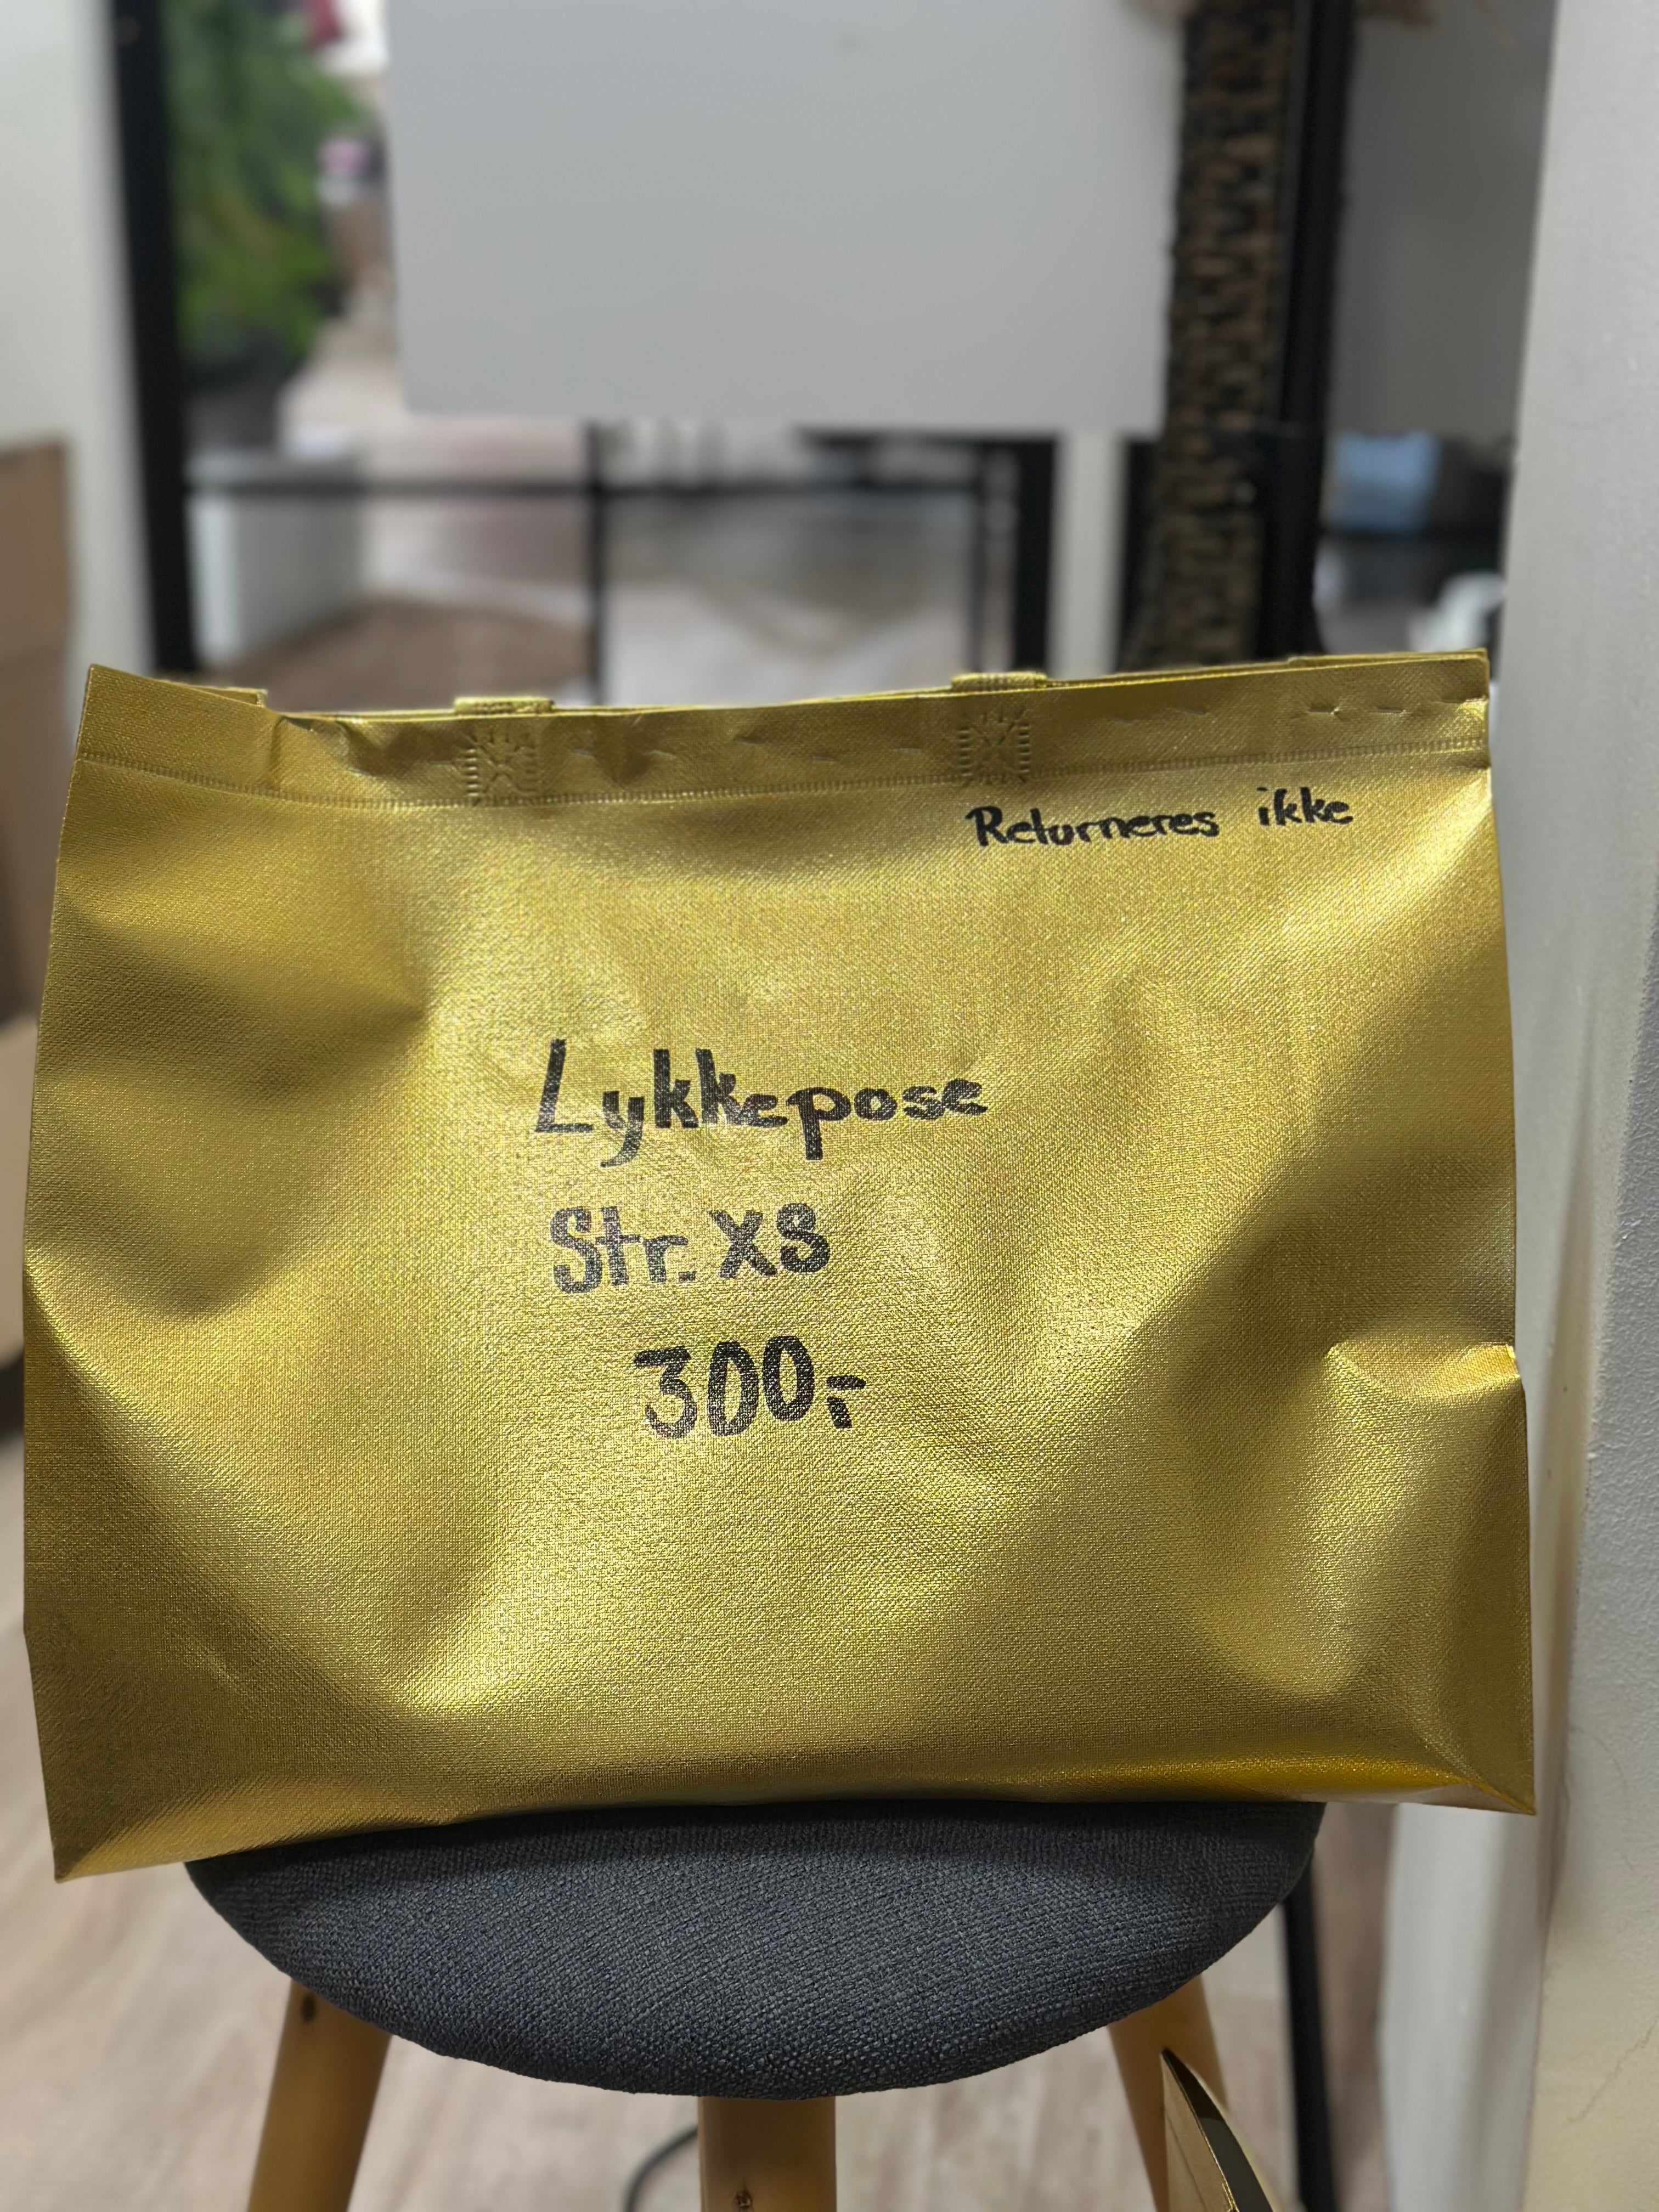 Returneres ikke
Lykkepose
Str. XS
300,-